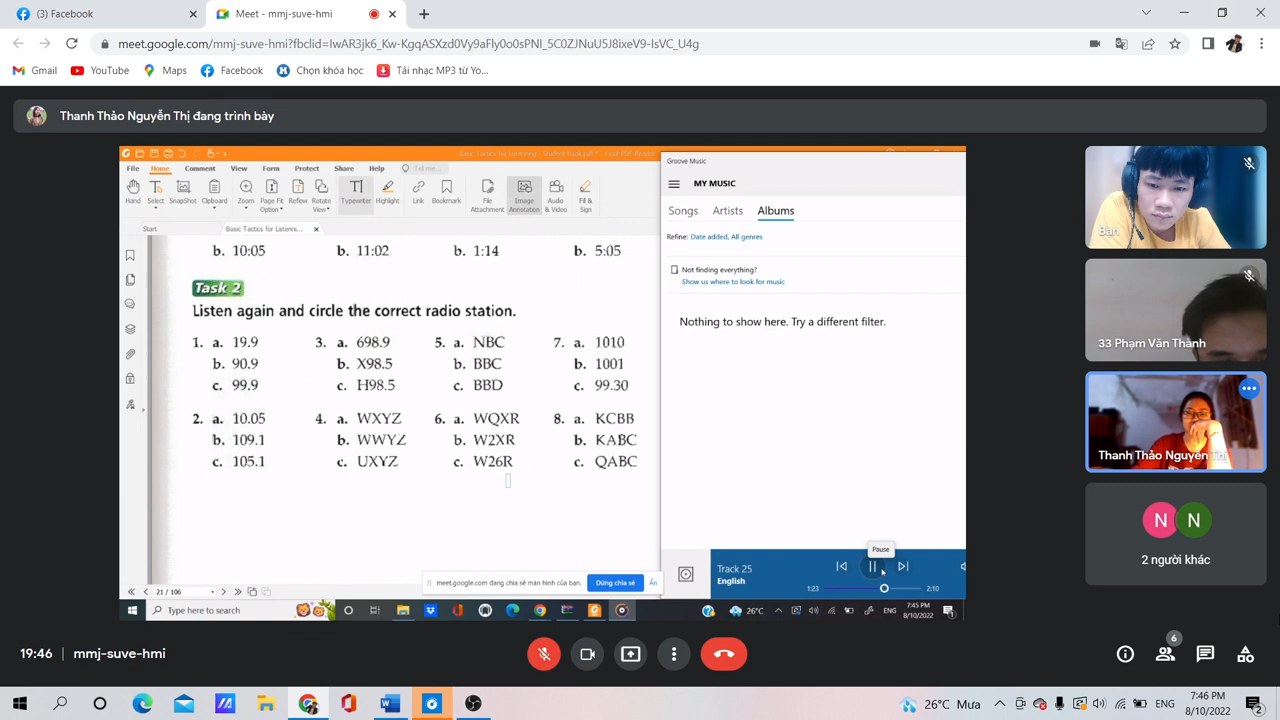 (3) Facebook
Meet - mmj-suve-hmi
meet.google.com/mmj-suve-hmi?fbclid=IwAR3jk6_Kw-KgqASXzd0Vy9aFly0o0sPNI_5C0ZJNuU5J8ixeV9-IsVC_U4g
Gmail YouTube Maps Facebook Chọn khóa học Tải nhạc MP3 từ Yo...
Thanh Thảo Nguyễn Thị đang trình bày
File Home Comment View Form Protect Share Help Tell me...
Hand Select SnapShot Clipboard Zoom Page Fit Option Reflow Rotate View Typewriter Highlight Link Bookmark File Attachment Image Annotation Audio & Video Fill & Sign
Start Basic Tactics for Listennin...
b. 10:05 b. 11:02 b. 1:14 b. 5:05
Task 2
Listen again and circle the correct radio station.
1. a. 19.9 3. a. 698.9 5. a. NBC 7. a. 1010
b. 90.9 b. X98.5 b. BBC b. 1001
c. 99.9 c. H98.5 c. BBD c. 99.30
2. a. 10.05 4. a. WXYZ 6. a. WQXR 8. a. KCBB
b. 109.1 b. WWYZ b. W2XR b. KABC
c. 105.1 c. UXYZ c. W26R c. QABC
meet.google.com đang chia sẻ màn hình của bạn. Dừng chia sẻ Ẩn
21 / 106
Groove Music
MY MUSIC
Songs Artists Albums
Refine: Date added, All genres
Not finding everything?
Show us where to look for music
Nothing to show here. Try a different filter.
Pause
Track 25
English
1:23 2:10
Type here to search
26°C ENG 7:45 PM
8/10/2022
Bạn
33 Phạm Văn Thành
Thanh Thảo Nguyễn Thị
N N
2 người khác
19:46 | mmj-suve-hmi
6
26°C Mưa ENG 7:46 PM
8/10/2022
2